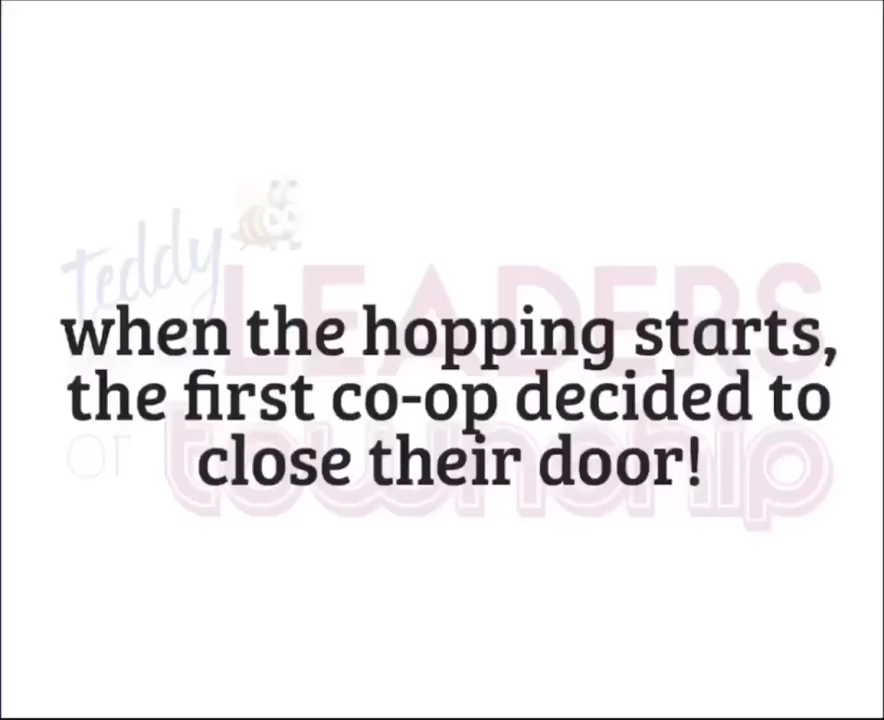 teddy
LEADERS
when the hopping starts,
the first co-op decided to
close their door!
OF township